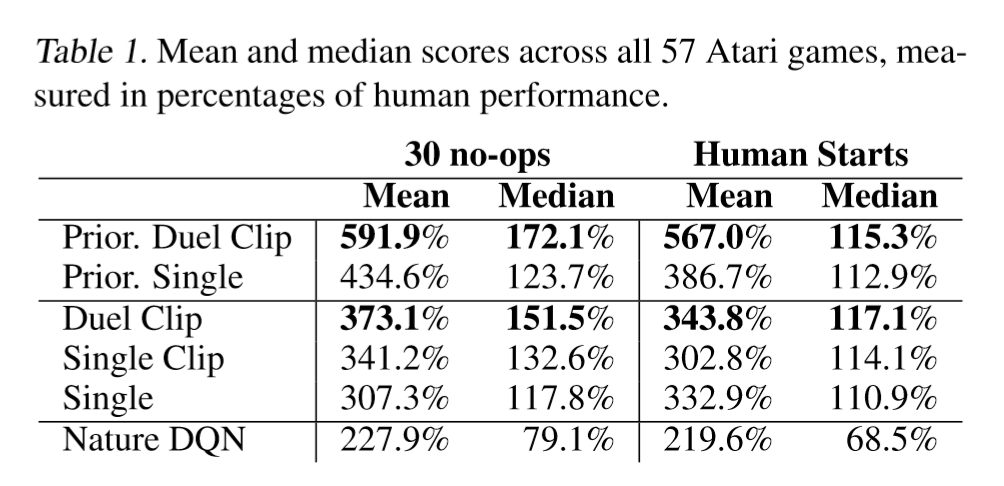 Table 1. Mean and median scores across all 57 Atari games, mea-
sured in percentages of human performance.
30 no-ops Human Starts
Mean Median Mean Median
Prior. Duel Clip 591.9% 172.1% 567.0% 115.3%
Prior. Single 434.6% 123.7% 386.7% 112.9%
Duel Clip 373.1% 151.5% 343.8% 117.1%
Single Clip 341.2% 132.6% 302.8% 114.1%
Single 307.3% 117.8% 332.9% 110.9%
Nature DQN 227.9% 79.1% 219.6% 68.5%